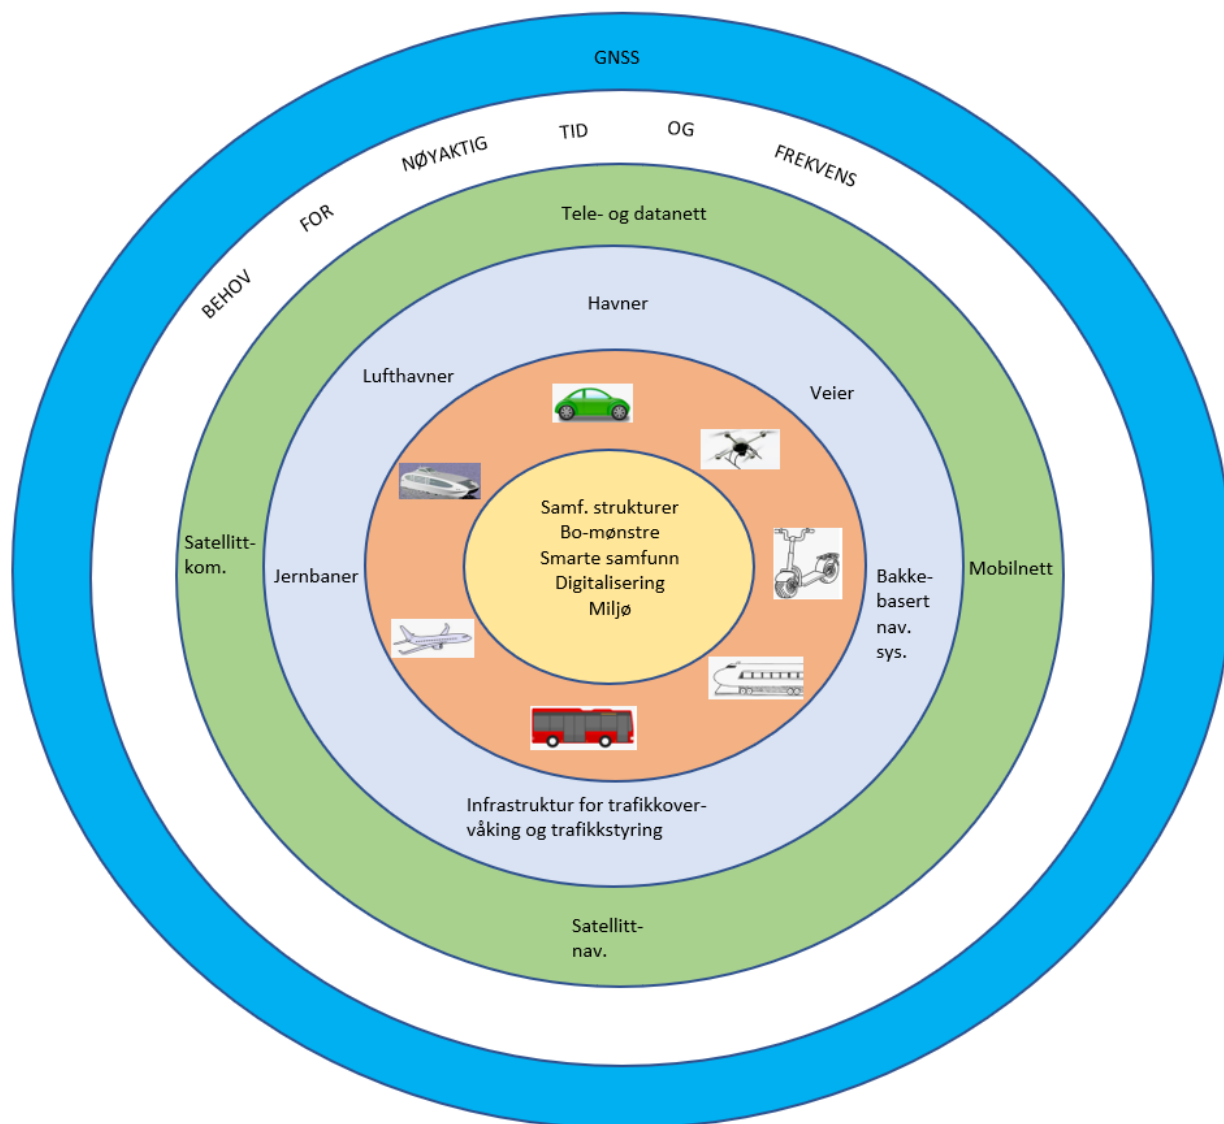 GNSS
BEHOV FOR NØYAKTIG TID OG FREKVENS
Tele- og datanett
Havner
Lufthavner
Veier
Samf. strukturer
Bo-mønstre
Smarte samfunn
Digitalisering
Miljø
Satellitt-
kom.
Jernbaner
Bakke-
basert
nav.
sys.
Mobilnett
Infrastruktur for trafikkover-
våking og trafikkstyring
Satellitt-
nav.